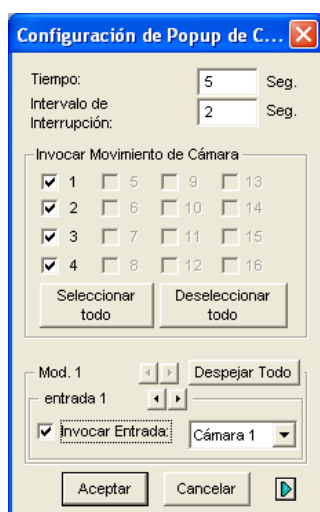 Configuración de Popup de C...
Tiempo: 5 Seg.
Intervalo de
Interrupción: 2 Seg.
Invocar Movimiento de Cámara
1 5 9 13
2 6 10 14
3 7 11 15
4 8 12 16
Seleccionar todo Deseleccionar todo
Mod. 1 Despejar Todo
entrada 1
Invocar Entrada: Cámara 1
Aceptar Cancelar